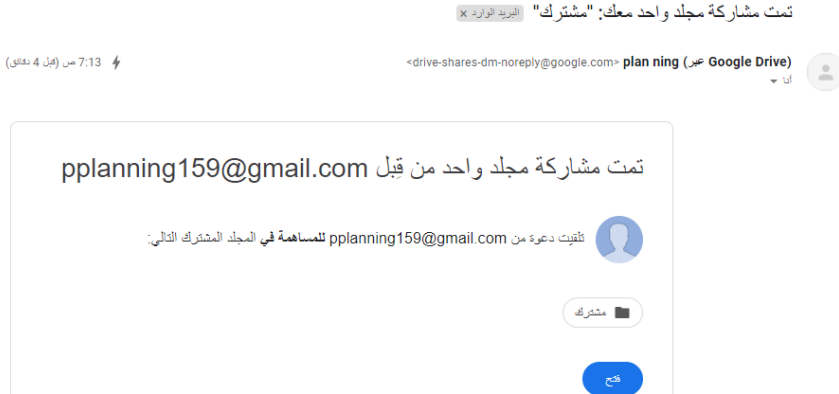 تمت مشاركة مجلد واحد معك: "مشترك" البريد الوارد x
plan ning (عبر Google Drive) <drive-shares-dm-noreply@google.com> 7:13 ص (قبل 4 دقائق)
أنا
تمت مشاركة مجلد واحد من قِبل pplanning159@gmail.com
تلقيت دعوة من pplanning159@gmail.com للمساهمة في المجلد المشترك التالي:
مشترك
فتح